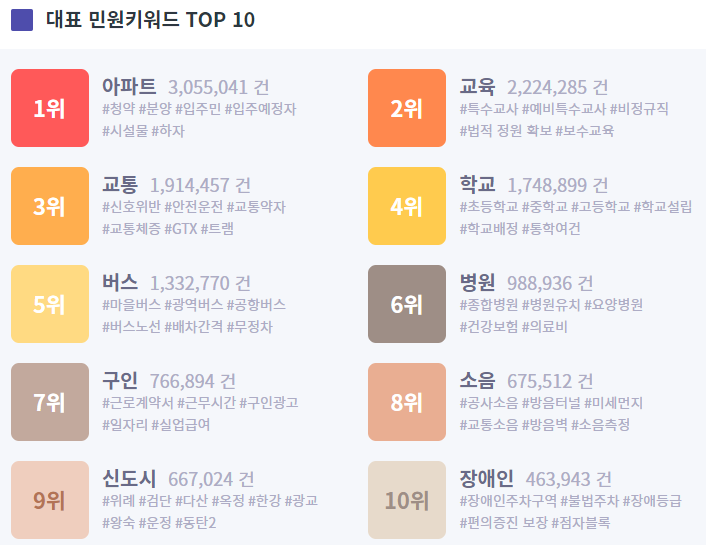 대표 민원키워드 TOP 10
1위
아파트 3,055,041 건
#청약 #분양 #입주민 #입주예정자
#시설물 #하자
2위
교육 2,224,285 건
#특수교사 #예비특수교사 #비정규직
#법적 정원 확보 #보수교육
3위
교통 1,914,457 건
#신호위반 #안전운전 #교통약자
#교통체증 #GTX #트램
4위
학교 1,748,899 건
#초등학교 #중학교 #고등학교 #학교설립
#학교배정 #통학여건
5위
버스 1,332,770 건
#마을버스 #광역버스 #공항버스
#버스노선 #배차간격 #무정차
6위
병원 988,936 건
#종합병원 #병원유치 #요양병원
#건강보험 #의료비
7위
구인 766,894 건
#근로계약서 #근무시간 #구인광고
#일자리 #실업급여
8위
소음 675,512 건
#공사소음 #방음터널 #미세먼지
#교통소음 #방음벽 #소음측정
9위
신도시 667,024 건
#위례 #검단 #다산 #옥정 #한강 #광교
#왕숙 #운정 #동탄2
10위
장애인 463,943 건
#장애인주차구역 #불법주차 #장애등급
#편의증진 보장 #점자블록